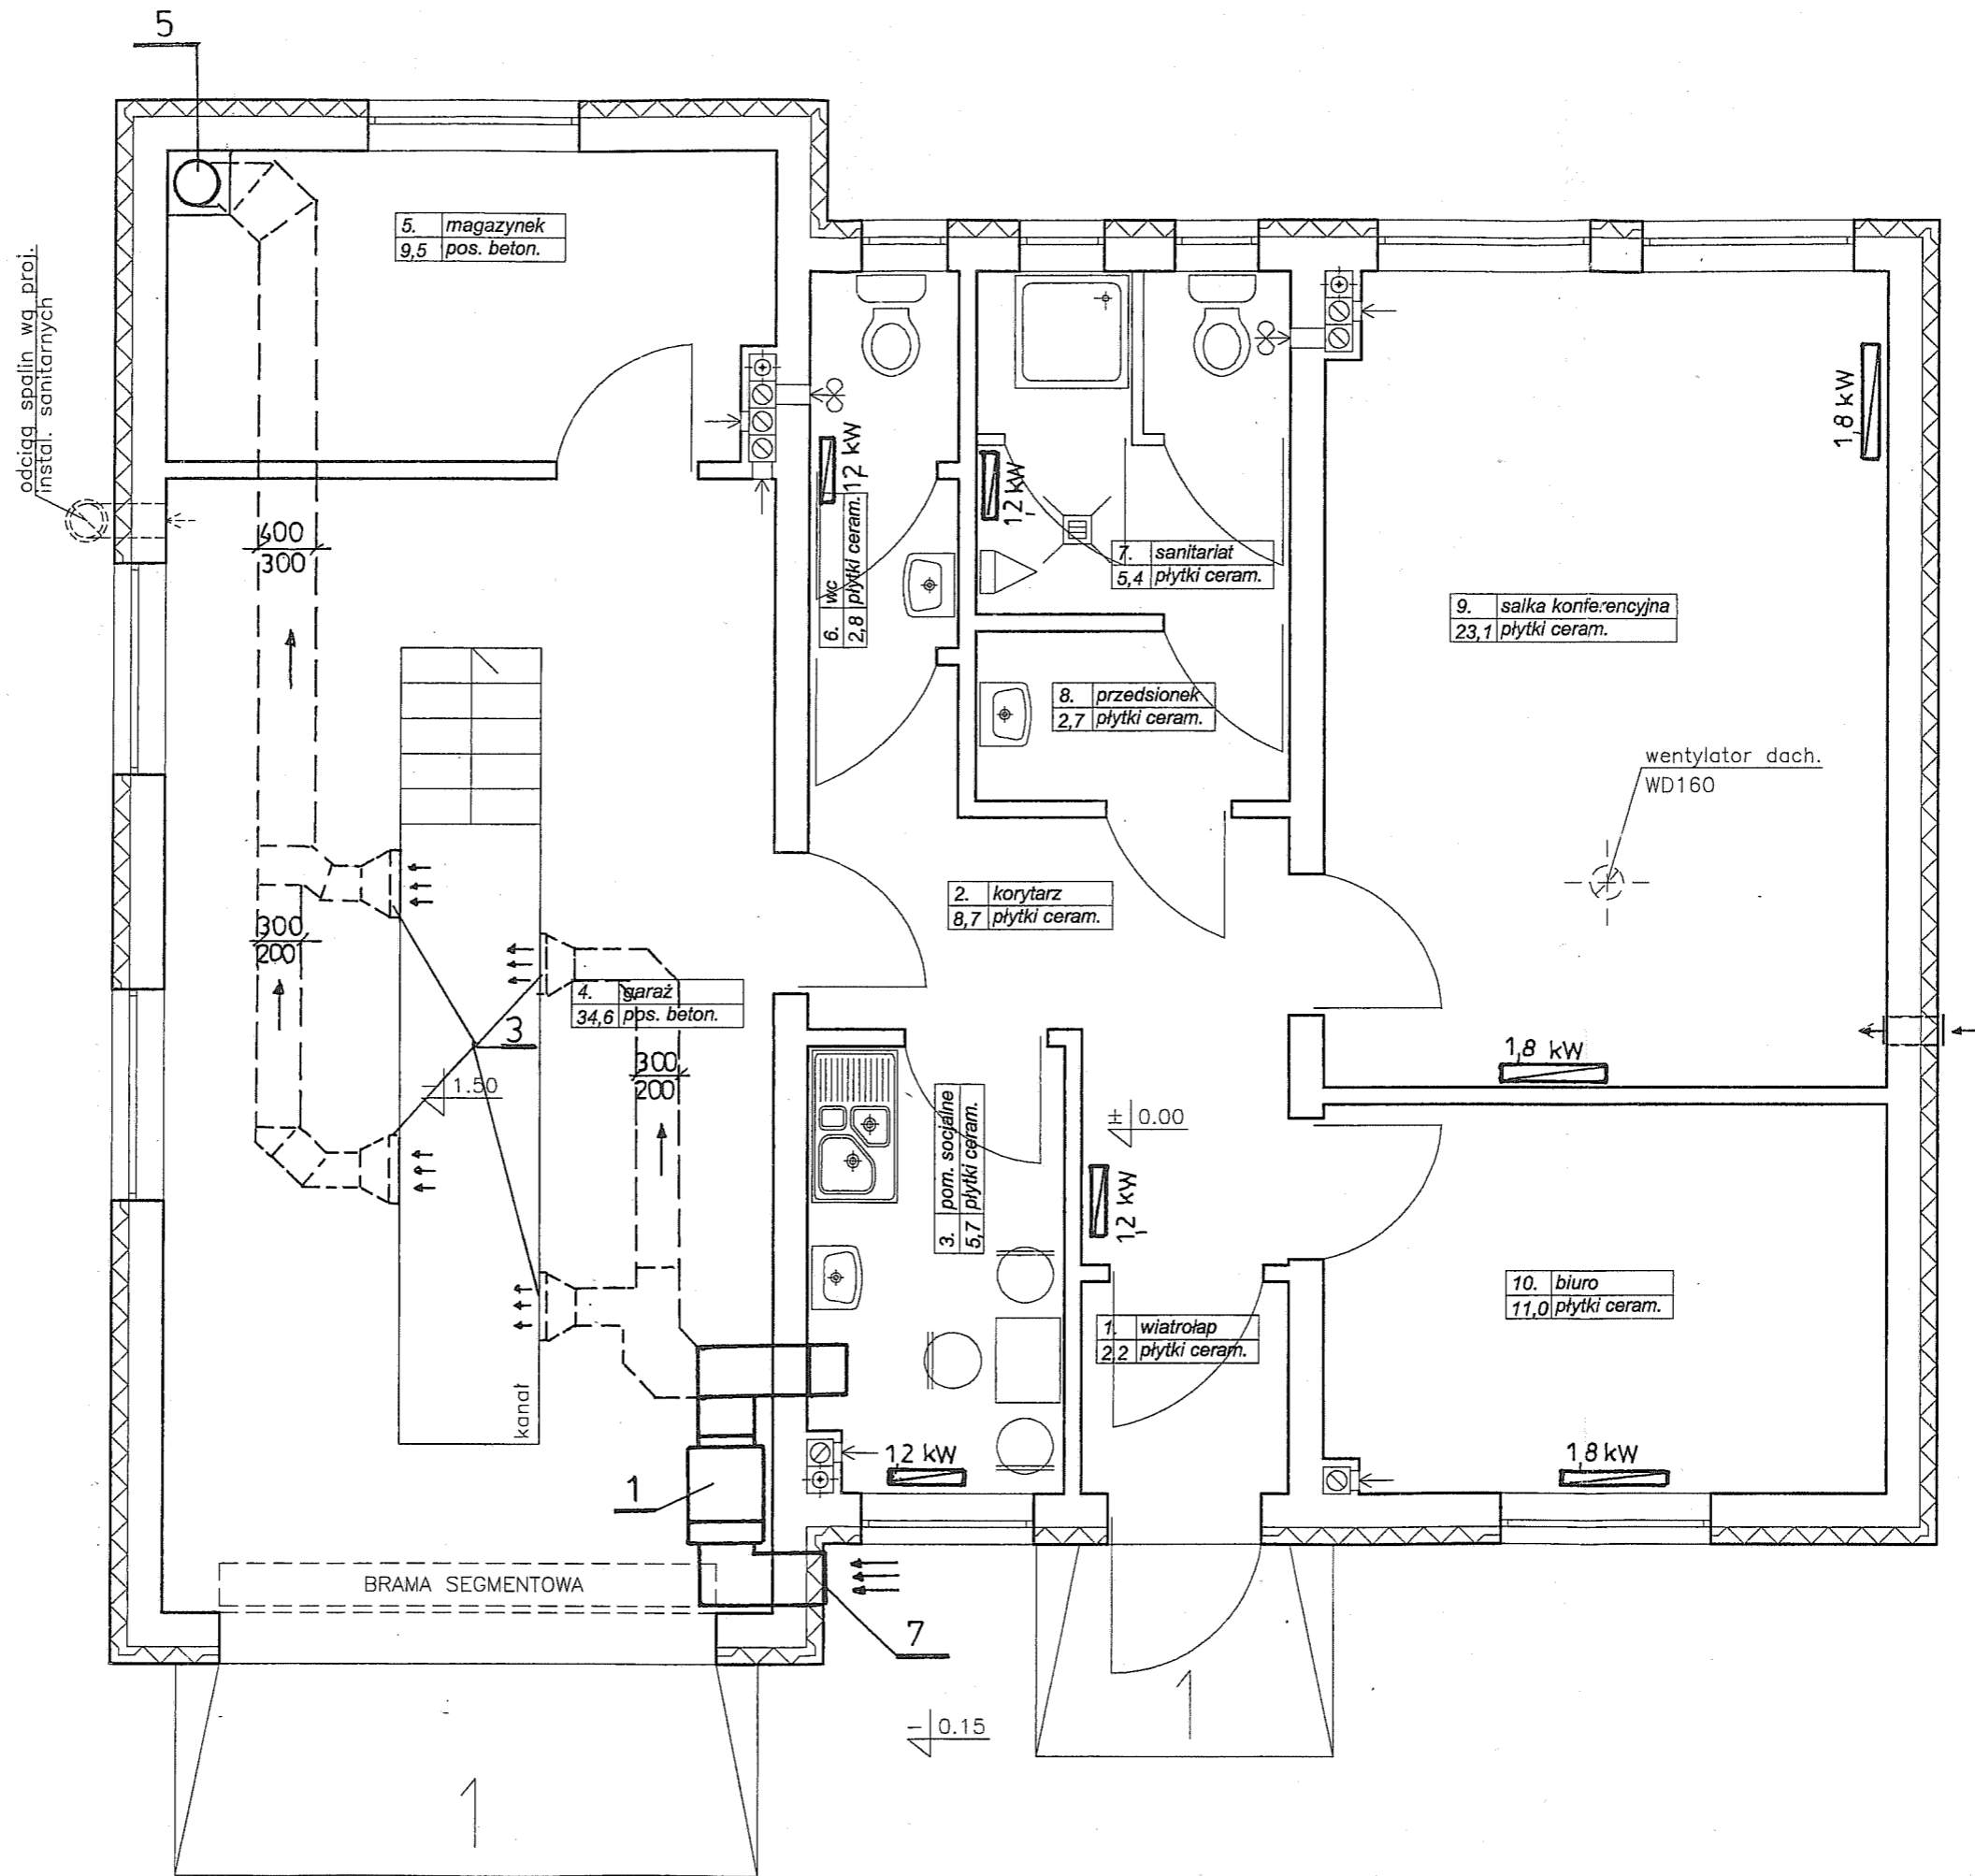 5
5. magazynek
9,5 pos. beton.
odciąg spalin wg proj.
instal. sanitarnych
400
300
1,2 kW
6. wc
2,8 płytki ceram.
1,2 kW
7. sanitariat
5,4 płytki ceram.
1,8 kW
9. salka konferencyjna
23,1 płytki ceram.
8. przedsionek
2,7 płytki ceram.
wentylator dach.
WD160
2. korytarz
8,7 płytki ceram.
300
200
4. garaż
34,6 pos. beton.
3
1.50
300
200
1,8 kW
3. pom. socjalne
5,7 płytki ceram.
± 0.00
1,2 kW
10. biuro
11,0 płytki ceram.
1. wiatrołap
2,2 płytki ceram.
kanał
1,2 kW
1,8 kW
1
BRAMA SEGMENTOWA
7
- 0.15